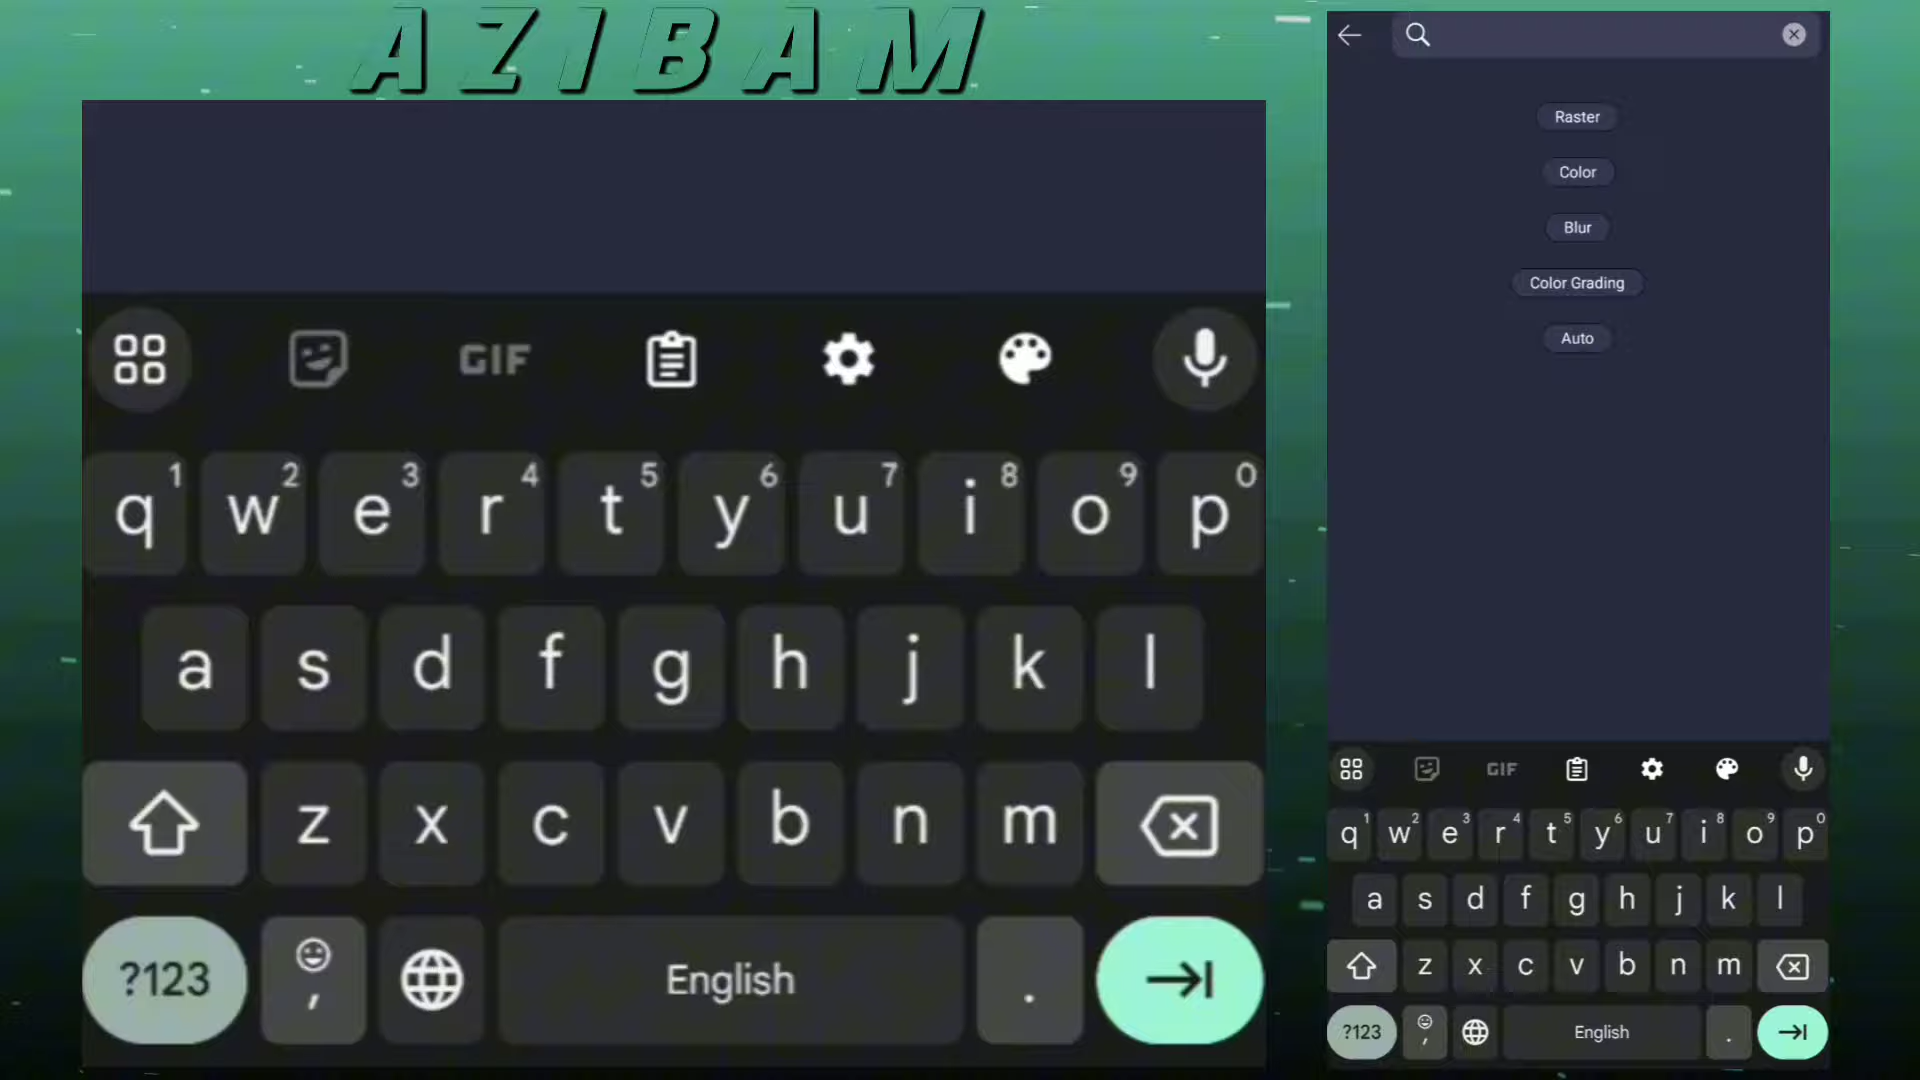 AZIBAM
GIF
q1 w2 e3 r4 t5 y6 u7 i8 o9 p0
a s d f g h j k l
z x c v b n m
?123 , English .
Raster
Color
Blur
Color Grading
Auto
GIF
q1 w2 e3 r4 t5 y6 u7 i8 o9 p0
a s d f g h j k l
z x c v b n m
?123 , English .